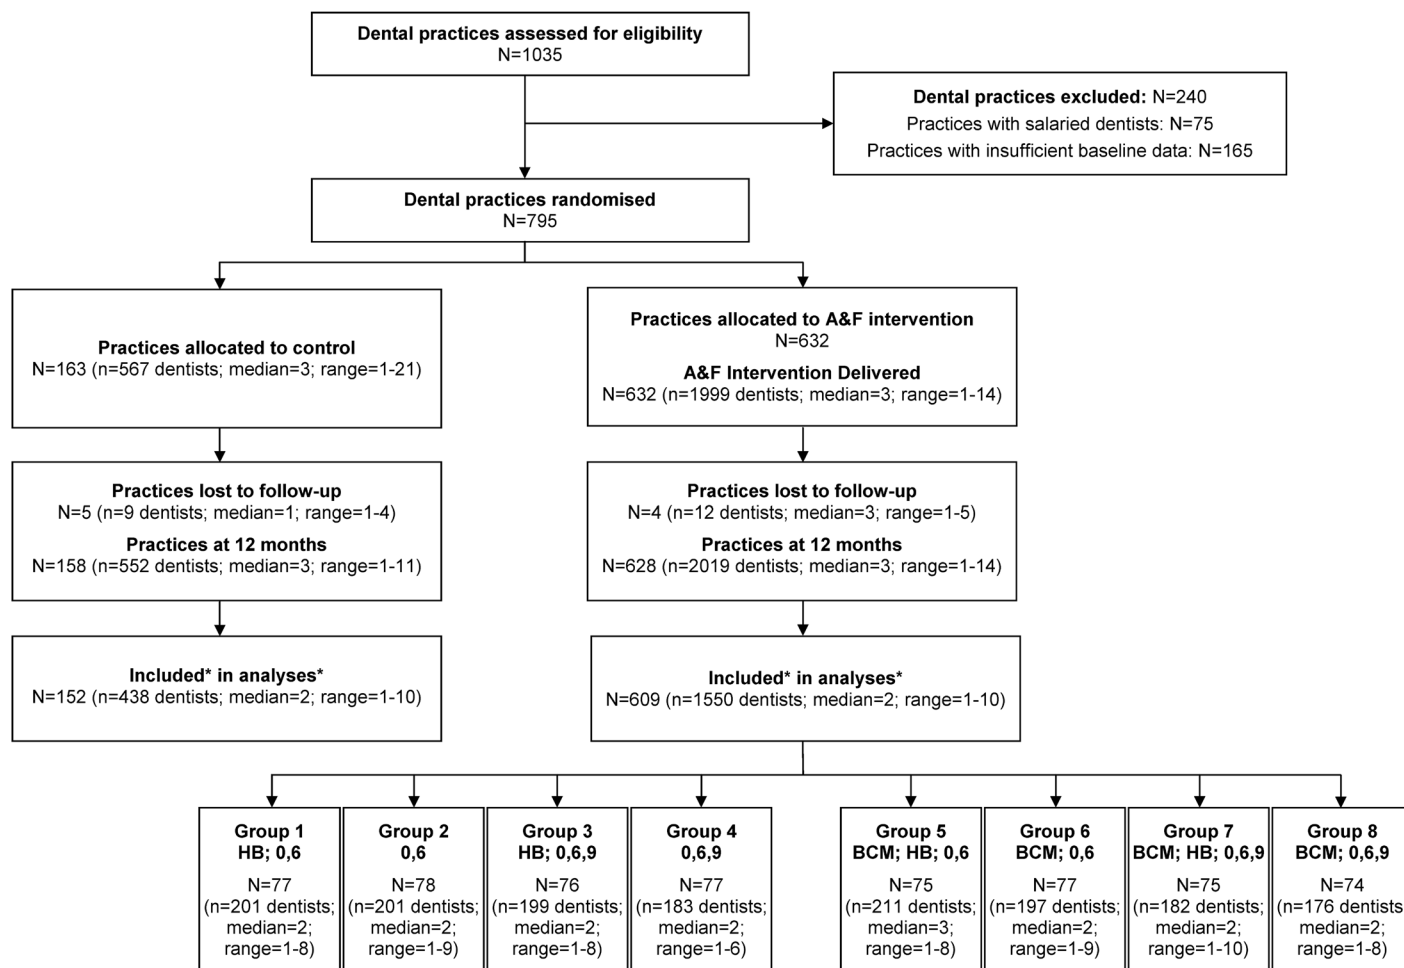 Dental practices assessed for eligibility
N=1035
Dental practices excluded: N=240
Practices with salaried dentists: N=75
Practices with insufficient baseline data: N=165
Dental practices randomised
N=795
Practices allocated to control
N=163 (n=567 dentists; median=3; range=1-21)
Practices allocated to A&F intervention
N=632
A&F Intervention Delivered
N=632 (n=1999 dentists; median=3; range=1-14)
Practices lost to follow-up
N=5 (n=9 dentists; median=1; range=1-4)
Practices at 12 months
N=158 (n=552 dentists; median=3; range=1-11)
Practices lost to follow-up
N=4 (n=12 dentists; median=3; range=1-5)
Practices at 12 months
N=628 (n=2019 dentists; median=3; range=1-14)
Included* in analyses*
N=152 (n=438 dentists; median=2; range=1-10)
Included* in analyses*
N=609 (n=1550 dentists; median=2; range=1-10)
Group 1
HB; 0,6
N=77
(n=201 dentists;
median=2;
range=1-8)
Group 2
0,6
N=78
(n=201 dentists;
median=2;
range=1-9)
Group 3
HB; 0,6,9
N=76
(n=199 dentists;
median=2;
range=1-8)
Group 4
0,6,9
N=77
(n=183 dentists;
median=2;
range=1-6)
Group 5
BCM; HB; 0,6
N=75
(n=211 dentists;
median=3;
range=1-8)
Group 6
BCM; 0,6
N=77
(n=197 dentists;
median=2;
range=1-9)
Group 7
BCM; HB; 0,6,9
N=75
(n=182 dentists;
median=2;
range=1-10)
Group 8
BCM; 0,6,9
N=74
(n=176 dentists
median=2;
range=1-8)